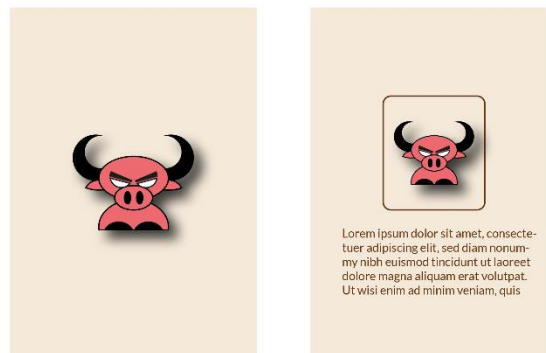 Lorem ipsum dolor sit amet, consecte-
tuer adipiscing elit, sed diam nonum-
my nibh euismod tincidunt ut laoreet
dolore magna aliquam erat volutpat.
Ut wisi enim ad minim veniam, quis